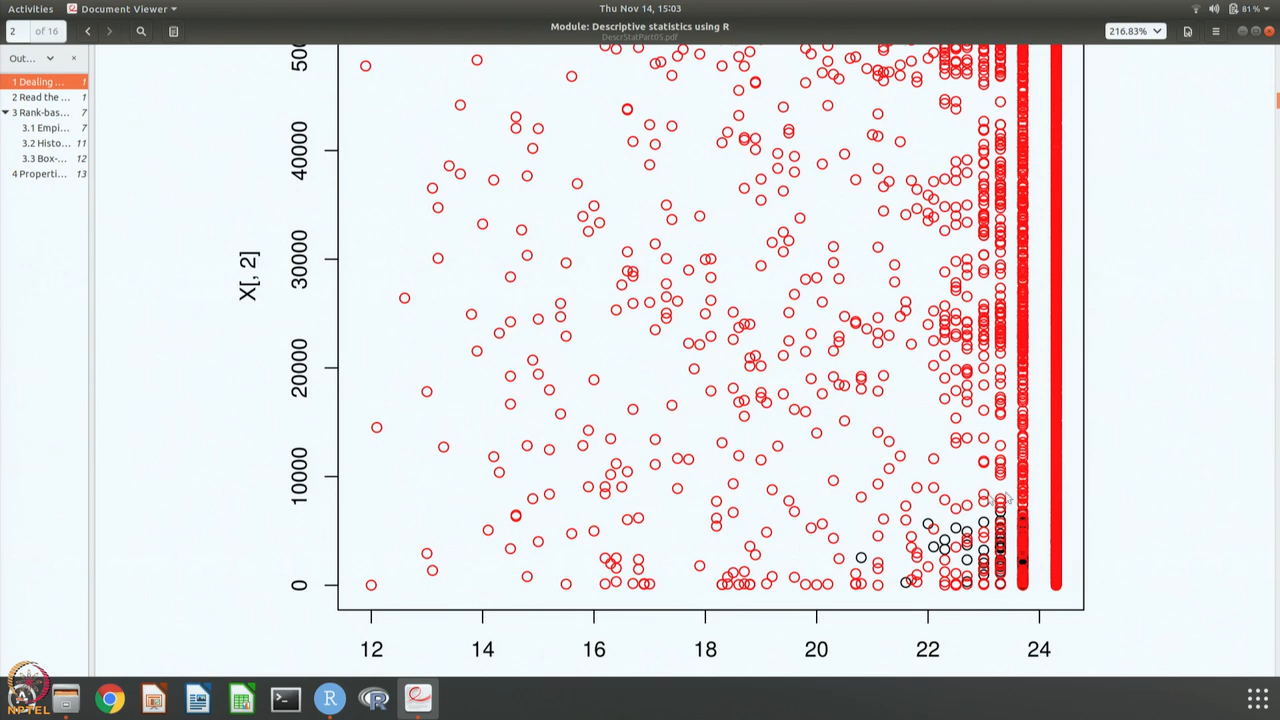 Activities Document Viewer Thu Nov 14, 15:03 81 %
2 of 16 Module: Descriptive statistics using R 216.83%
DescrStatPart05.pdf
Out...
1 Dealing ... 1
2 Read the ... 1
3 Rank-bas... 7
3.1 Empi... 7
3.2 Histo... 11
3.3 Box-... 12
4 Properti... 13
X[, 2]
40000
30000
20000
10000
0
12 14 16 18 20 22 24
NPTEL